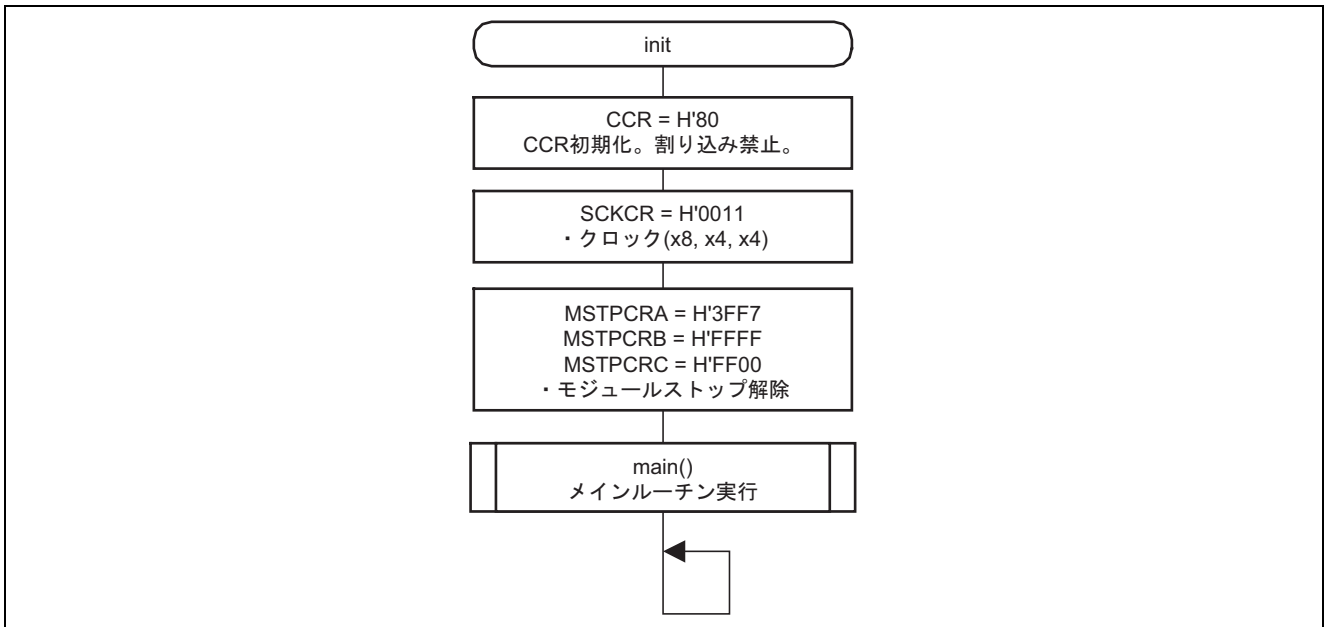 init
CCR = H'80
CCR初期化。割り込み禁止。
SCKCR = H'0011
・クロック(x8, x4, x4)
MSTPCRA = H'3FF7
MSTPCRB = H'FFFF
MSTPCRC = H'FF00
・モジュールストップ解除
main()
メインルーチン実行